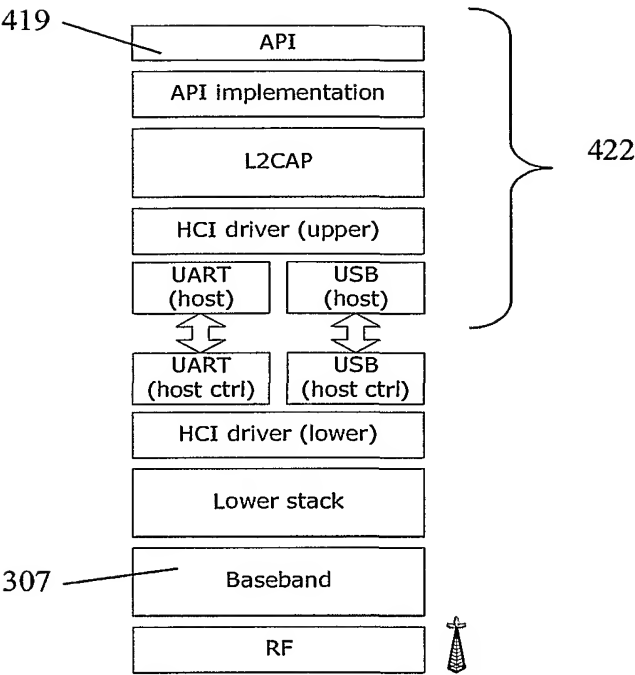 419
API
API implementation
L2CAP
422
HCI driver (upper)
UART
(host)
USB
(host)
UART
(host ctrl)
USB
(host ctrl)
HCI driver (lower)
Lower stack
307
Baseband
RF